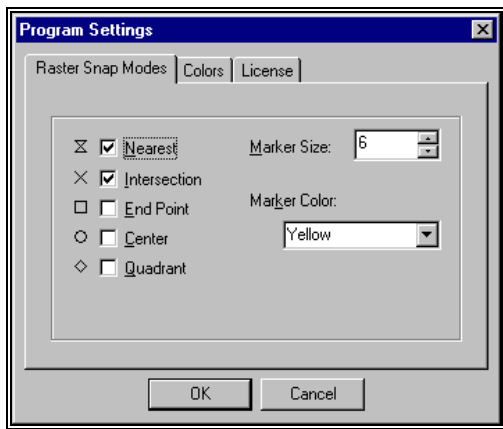 Program Settings
Raster Snap Modes Colors License
Nearest Marker Size: 6
Intersection
End Point Marker Color:
Center Yellow
Quadrant
OK Cancel